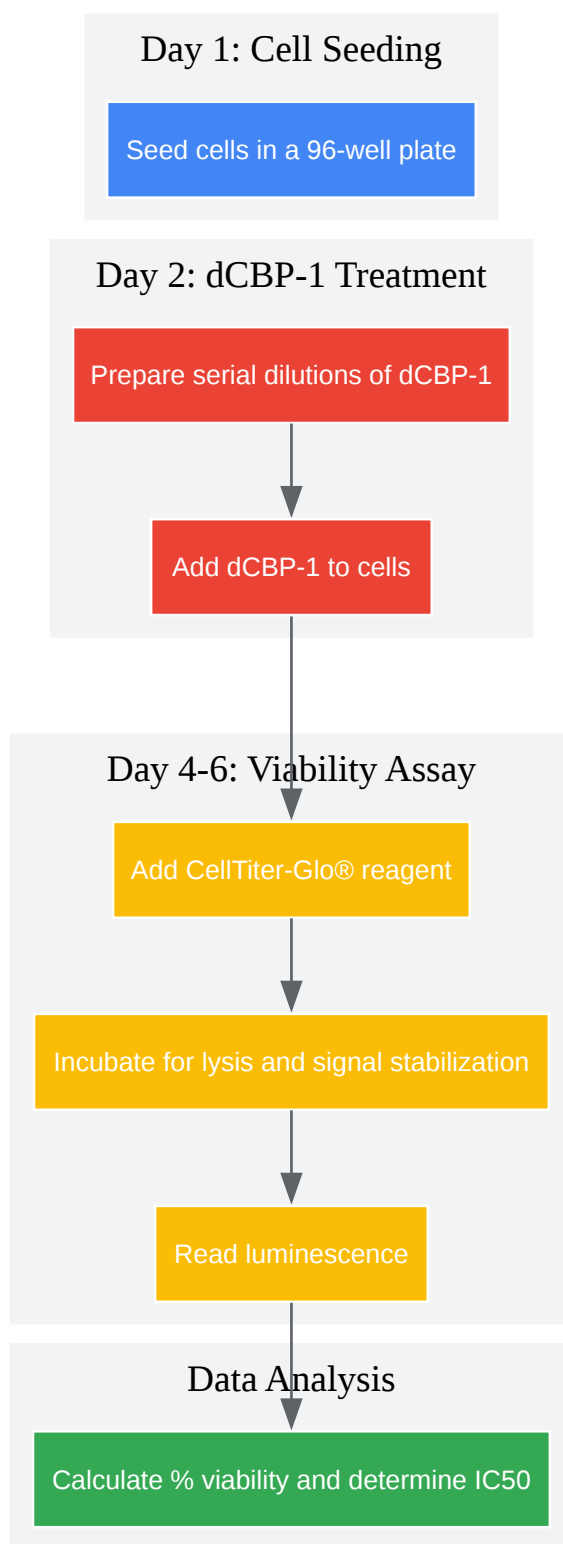 Day 1: Cell Seeding
Seed cells in a 96-well plate
Day 2: dCBP-1 Treatment
Prepare serial dilutions of dCBP-1
Add dCBP-1 to cells
Day 4-6: Viability Assay
Add CellTiter-Glo® reagent
Incubate for lysis and signal stabilization
Read luminescence
Data Analysis
Calculate % viability and determine IC50